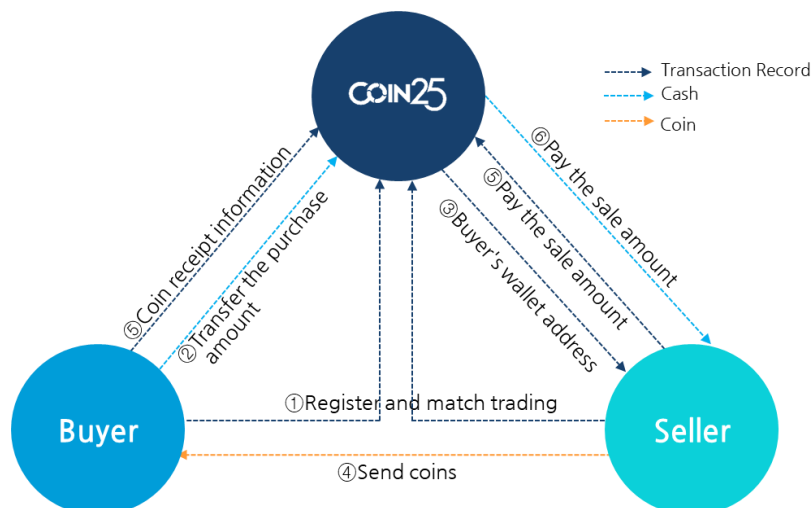 COIN25
Transaction Record
Cash
Coin
⑤Coin receipt information
②Transfer the purchase
amount
③Buyer's wallet address
⑤Pay the sale amount
⑥Pay the sale amount
①Register and match trading
Buyer
Seller
④Send coins